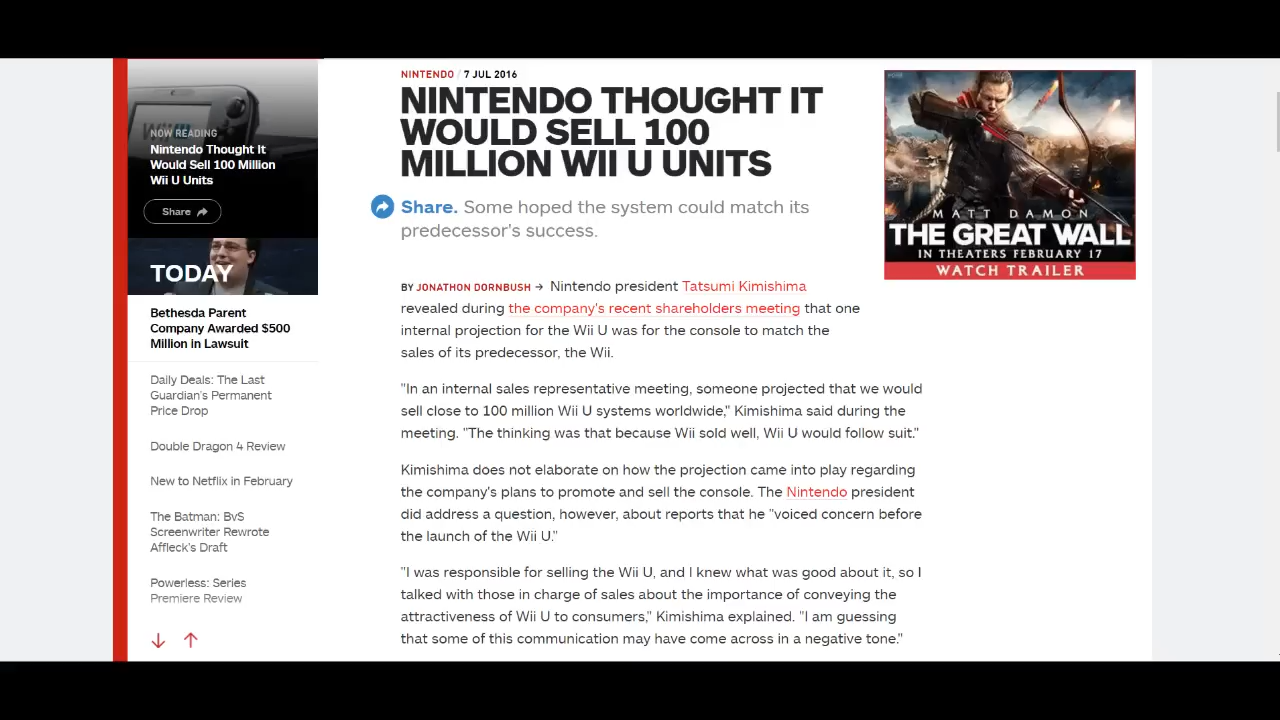 NOW READING
Nintendo Thought It
Would Sell 100 Million
Wii U Units
Share
TODAY
Bethesda Parent
Company Awarded $500
Million in Lawsuit
Daily Deals: The Last
Guardian's Permanent
Price Drop
Double Dragon 4 Review
New to Netflix in February
The Batman: BvS
Screenwriter Rewrote
Affleck's Draft
Powerless: Series
Premiere Review
NINTENDO / 7 JUL 2016
NINTENDO THOUGHT IT
WOULD SELL 100
MILLION WII U UNITS
Share. Some hoped the system could match its
predecessor's success.
BY JONATHON DORNBUSH → Nintendo president Tatsumi Kimishima
revealed during the company's recent shareholders meeting that one
internal projection for the Wii U was for the console to match the
sales of its predecessor, the Wii.
"In an internal sales representative meeting, someone projected that we would
sell close to 100 million Wii U systems worldwide," Kimishima said during the
meeting. "The thinking was that because Wii sold well, Wii U would follow suit."
Kimishima does not elaborate on how the projection came into play regarding
the company's plans to promote and sell the console. The Nintendo president
did address a question, however, about reports that he "voiced concern before
the launch of the Wii U."
"I was responsible for selling the Wii U, and I knew what was good about it, so I
talked with those in charge of sales about the importance of conveying the
attractiveness of Wii U to consumers," Kimishima explained. "I am guessing
that some of this communication may have come across in a negative tone."
MATT DAMON
THE GREAT WALL
IN THEATERS FEBRUARY 17
WATCH TRAILER